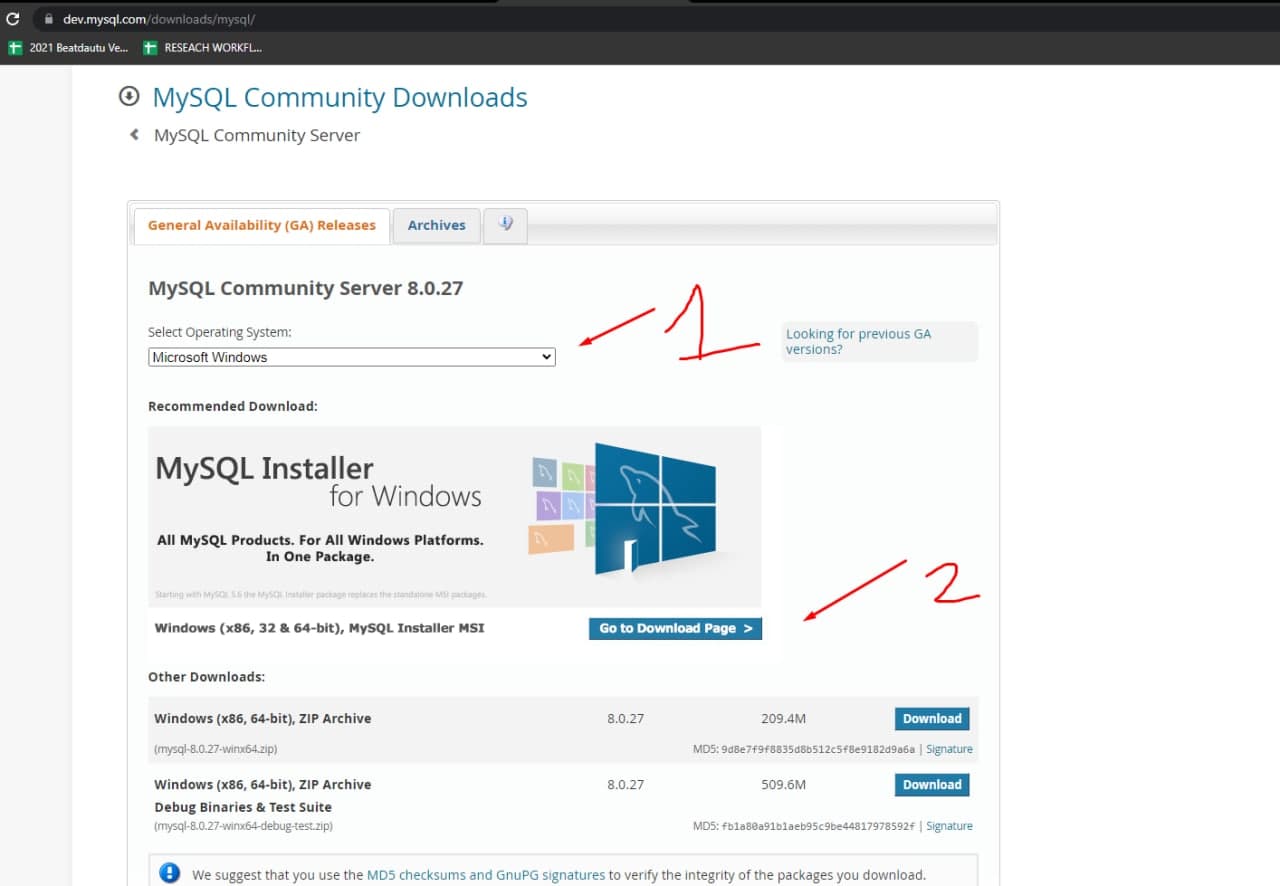 dev.mysql.com/downloads/mysql/
2021 Beatdautu Ve... RESEACH WORKFL...
MySQL Community Downloads
MySQL Community Server
General Availability (GA) Releases Archives
MySQL Community Server 8.0.27
1
Select Operating System:
Looking for previous GA
versions?
Microsoft Windows
Recommended Download:
MySQL Installer
for Windows
All MySQL Products. For All Windows Platforms.
In One Package.
Starting with MySQL 5.6 the MySQL Installer package replaces the standalone MSI packages.
2
Windows (x86, 32 & 64-bit), MySQL Installer MSI Go to Download Page >
Other Downloads:
Windows (x86, 64-bit), ZIP Archive 8.0.27 209.4M Download
(mysql-8.0.27-winx64.zip) MD5: 9d8e7f9f8835d8b512c5f8e9182d9a6a | Signature
Windows (x86, 64-bit), ZIP Archive 8.0.27 509.6M Download
Debug Binaries & Test Suite
(mysql-8.0.27-winx64-debug-test.zip) MD5: fb1a80a91b1aeb95c9be44817978592f | Signature
We suggest that you use the MD5 checksums and GnuPG signatures to verify the integrity of the packages you download.